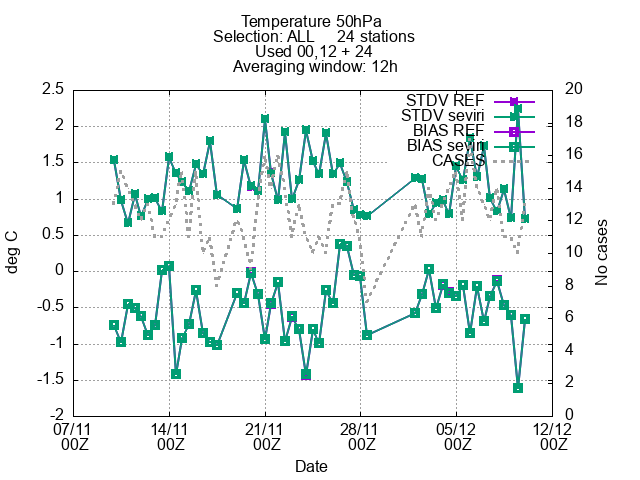 Temperature 50hPa
Selection: ALL 24 stations
Used 00,12 + 24
Averaging window: 12h
STDV REF
STDV seviri
BIAS REF
BIAS seviri
CASES
2.5
2
1.5
1
0.5
0
-0.5
-1
-1.5
-2
deg C
20
18
16
14
12
10
8
6
4
2
0
No cases
07/11 00Z
14/11 00Z
21/11 00Z
28/11 00Z
05/12 00Z
12/12 00Z
Date